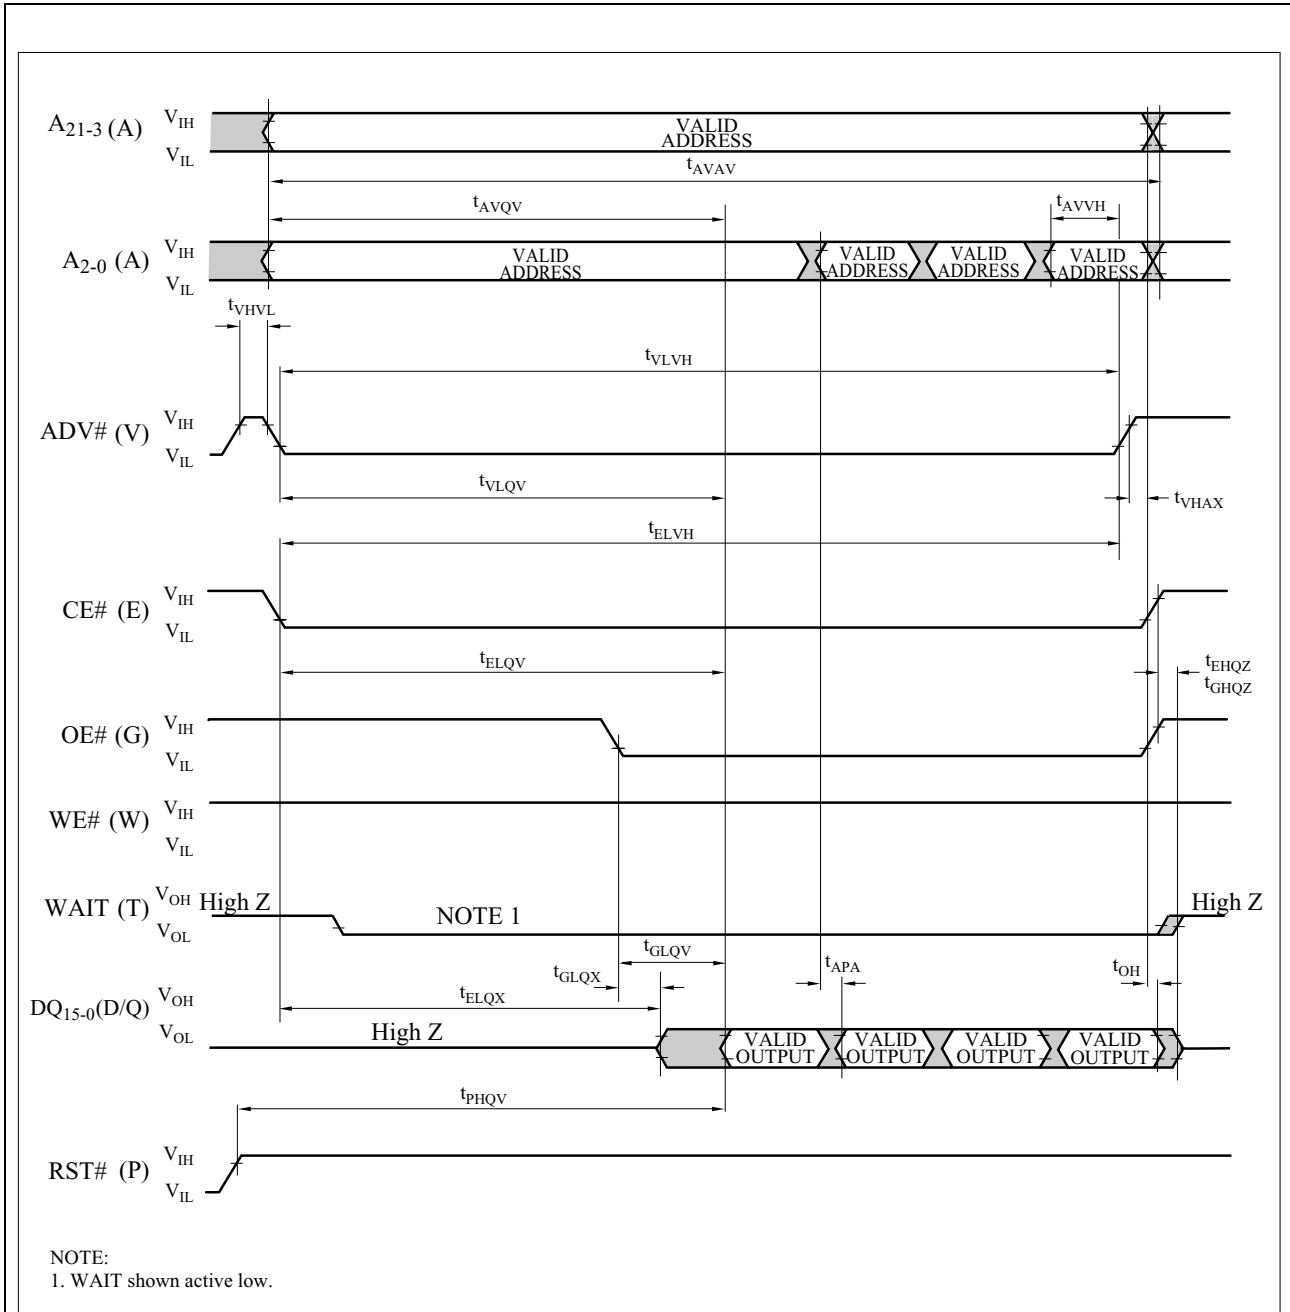 A21-3 (A) VIH VALID
VIL ADDRESS
tAVAV
tAVQV tAVVH
A2-0 (A) VIH VALID VALID VALID VALID
VIL ADDRESS ADDRESS ADDRESS ADDRESS
tVHVL
tVLVH
ADV# (V) VIH
VIL
tVLQV tVHAX
tELVH
CE# (E) VIH
VIL
tELQV tEHQZ
tGHQZ
OE# (G) VIH
VIL
WE# (W) VIH
VIL
WAIT (T) VOH High Z NOTE 1 High Z
VOL
tGLQV
tGLQX tAPA tOH
tELQX
DQ15-0(D/Q) VOH
VOL High Z VALID VALID VALID VALID
OUTPUT OUTPUT OUTPUT OUTPUT
tPHQV
RST# (P) VIH
VIL
NOTE:
1. WAIT shown active low.